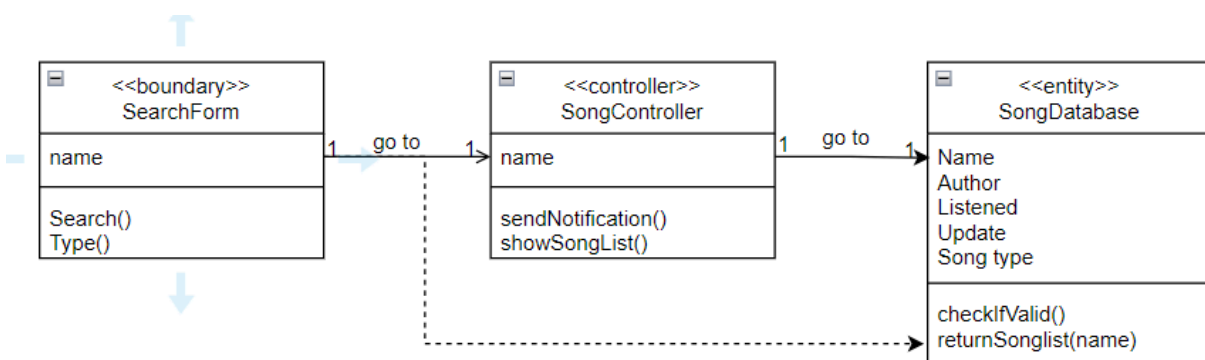 <<boundary>>
SearchForm
name
Search()
Type()
1 go to 1
<<controller>>
SongController
name
sendNotification()
showSongList()
1 go to 1
<<entity>>
SongDatabase
Name
Author
Listened
Update
Song type
checkIfValid()
returnSonglist(name)